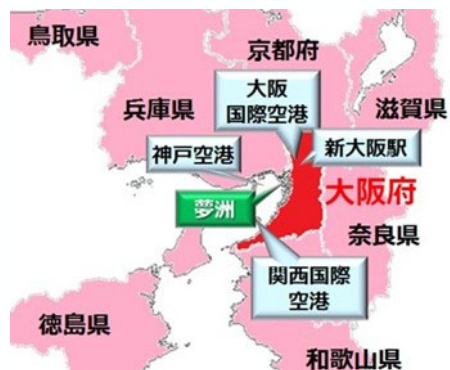 鳥取県
京都府
大阪
国際空港
兵庫県
滋賀県
神戸空港
新大阪駅
夢洲
大阪府
奈良県
関西国際
空港
徳島県
和歌山県